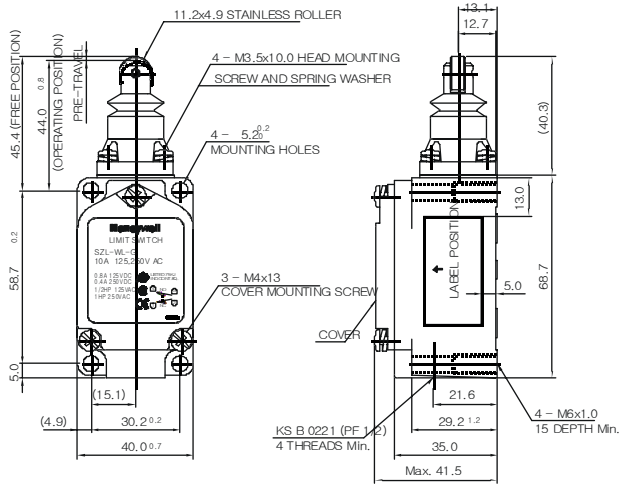 11.2x4.9 STAINLESS ROLLER
13.1
12.7
4 - M3.5x10.0 HEAD MOUNTING
SCREW AND SPRING WASHER
45.4 (FREE POSITION)
44.0 0.8
(OPERATING POSITION)
PRE-TRAVEL
(40.3)
4 - 5.2 0.2 0
MOUNTING HOLES
13.0
Honeywell
LIMIT SWITCH
SZL-WL-G
10A 125,250V AC
0.8A 125VDC
0.4A 250VDC
1/2HP 125VAC
1HP 250VAC
58.7 0.2
LABEL POSITION
5.0
68.7
3 - M4x13
COVER MOUNTING SCREW
COVER
5.0
(15.1)
(4.9)
30.2 0.2
40.0 0.7
21.6
29.2 1.2
35.0
Max. 41.5
KS B 0221 (PF 1/2)
4 THREADS Min.
4 - M6x1.0
15 DEPTH Min.